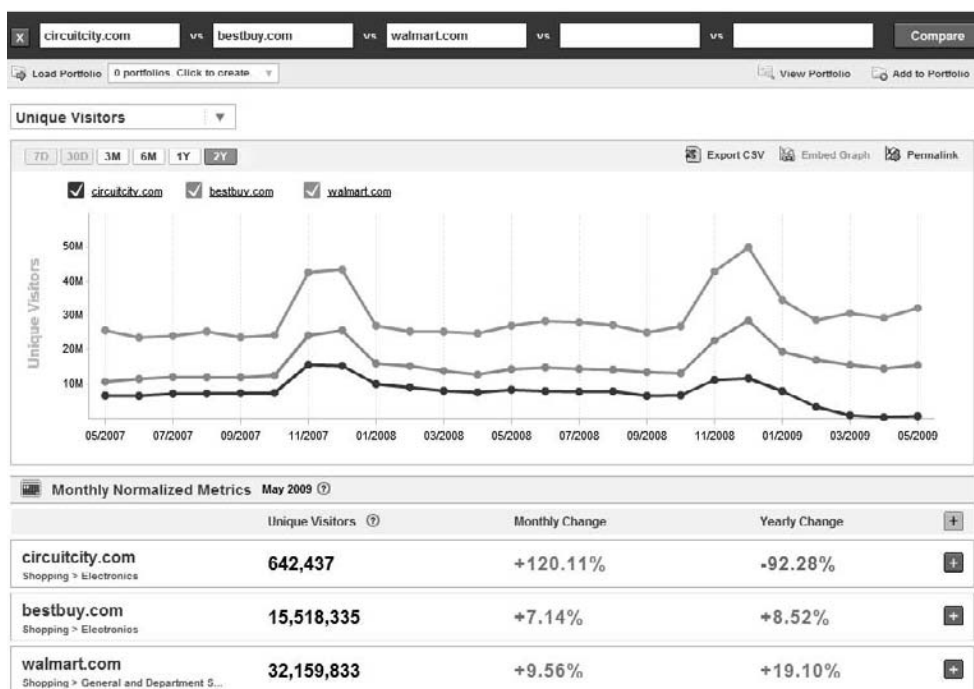 X circuitcity.com vs bestbuy.com vs walmart.com vs vs Compare
Load Portfolio 0 portfolios. Click to create. View Portfolio Add to Portfolio
Unique Visitors
7D 30D 3M 6M 1Y 2Y Export CSV Embed Graph Permalink
circuitcity.com bestbuy.com walmart.com
Unique Visitors
50M
40M
30M
20M
10M
05/2007 07/2007 09/2007 11/2007 01/2008 03/2008 05/2008 07/2008 09/2008 11/2008 01/2009 03/2009 05/2009
Monthly Normalized Metrics May 2009 ?
Unique Visitors ? Monthly Change Yearly Change +
circuitcity.com 642,437 +120.11% -92.28% +
Shopping > Electronics
bestbuy.com 15,518,335 +7.14% +8.52% +
Shopping > Electronics
walmart.com 32,159,833 +9.56% +19.10% +
Shopping > General and Department S...